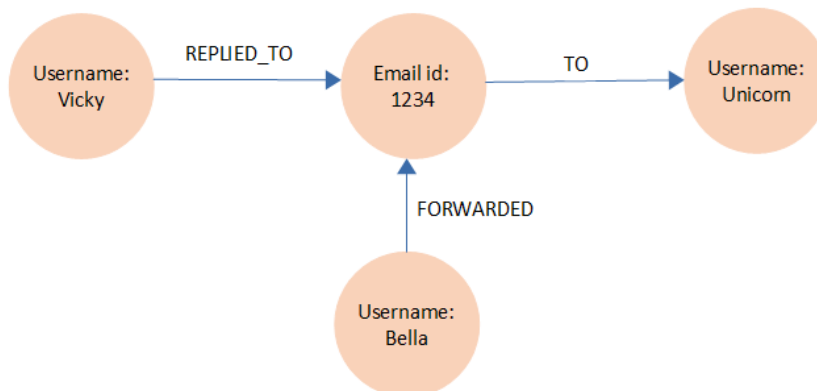 Username:
Vicky
REPLIED_TO
Email id:
1234
TO
Username:
Unicorn
FORWARDED
Username:
Bella